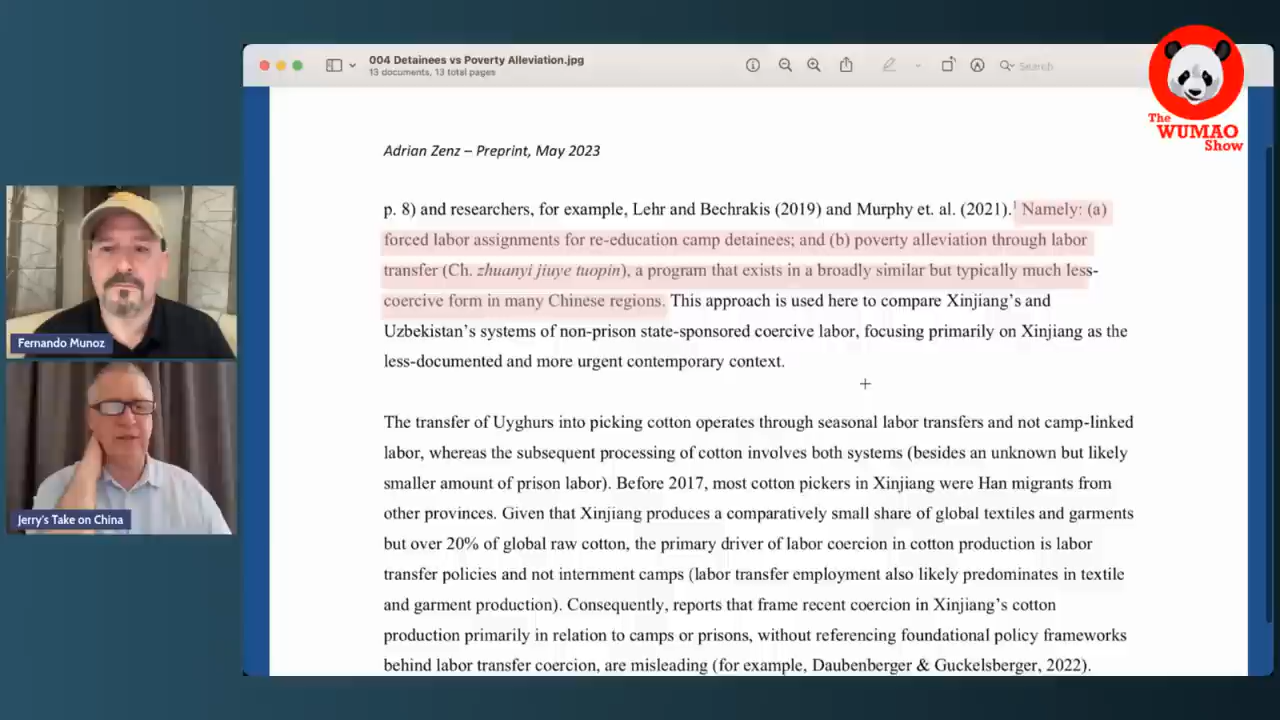 004 Detainees vs Poverty Alleviation.jpg
13 documents, 13 total pages
Search
The
WUMAO
Show
Adrian Zenz – Preprint, May 2023
p. 8) and researchers, for example, Lehr and Bechrakis (2019) and Murphy et. al. (2021).¹ Namely: (a)
forced labor assignments for re-education camp detainees; and (b) poverty alleviation through labor
transfer (Ch. zhuanyi jiuye tuopin), a program that exists in a broadly similar but typically much less-
coercive form in many Chinese regions. This approach is used here to compare Xinjiang’s and
Uzbekistan’s systems of non-prison state-sponsored coercive labor, focusing primarily on Xinjiang as the
less-documented and more urgent contemporary context.
The transfer of Uyghurs into picking cotton operates through seasonal labor transfers and not camp-linked
labor, whereas the subsequent processing of cotton involves both systems (besides an unknown but likely
smaller amount of prison labor). Before 2017, most cotton pickers in Xinjiang were Han migrants from
other provinces. Given that Xinjiang produces a comparatively small share of global textiles and garments
but over 20% of global raw cotton, the primary driver of labor coercion in cotton production is labor
transfer policies and not internment camps (labor transfer employment also likely predominates in textile
and garment production). Consequently, reports that frame recent coercion in Xinjiang’s cotton
production primarily in relation to camps or prisons, without referencing foundational policy frameworks
behind labor transfer coercion, are misleading (for example, Daubenberger & Guckelsberger, 2022).
Fernando Munoz
Jerry's Take on China